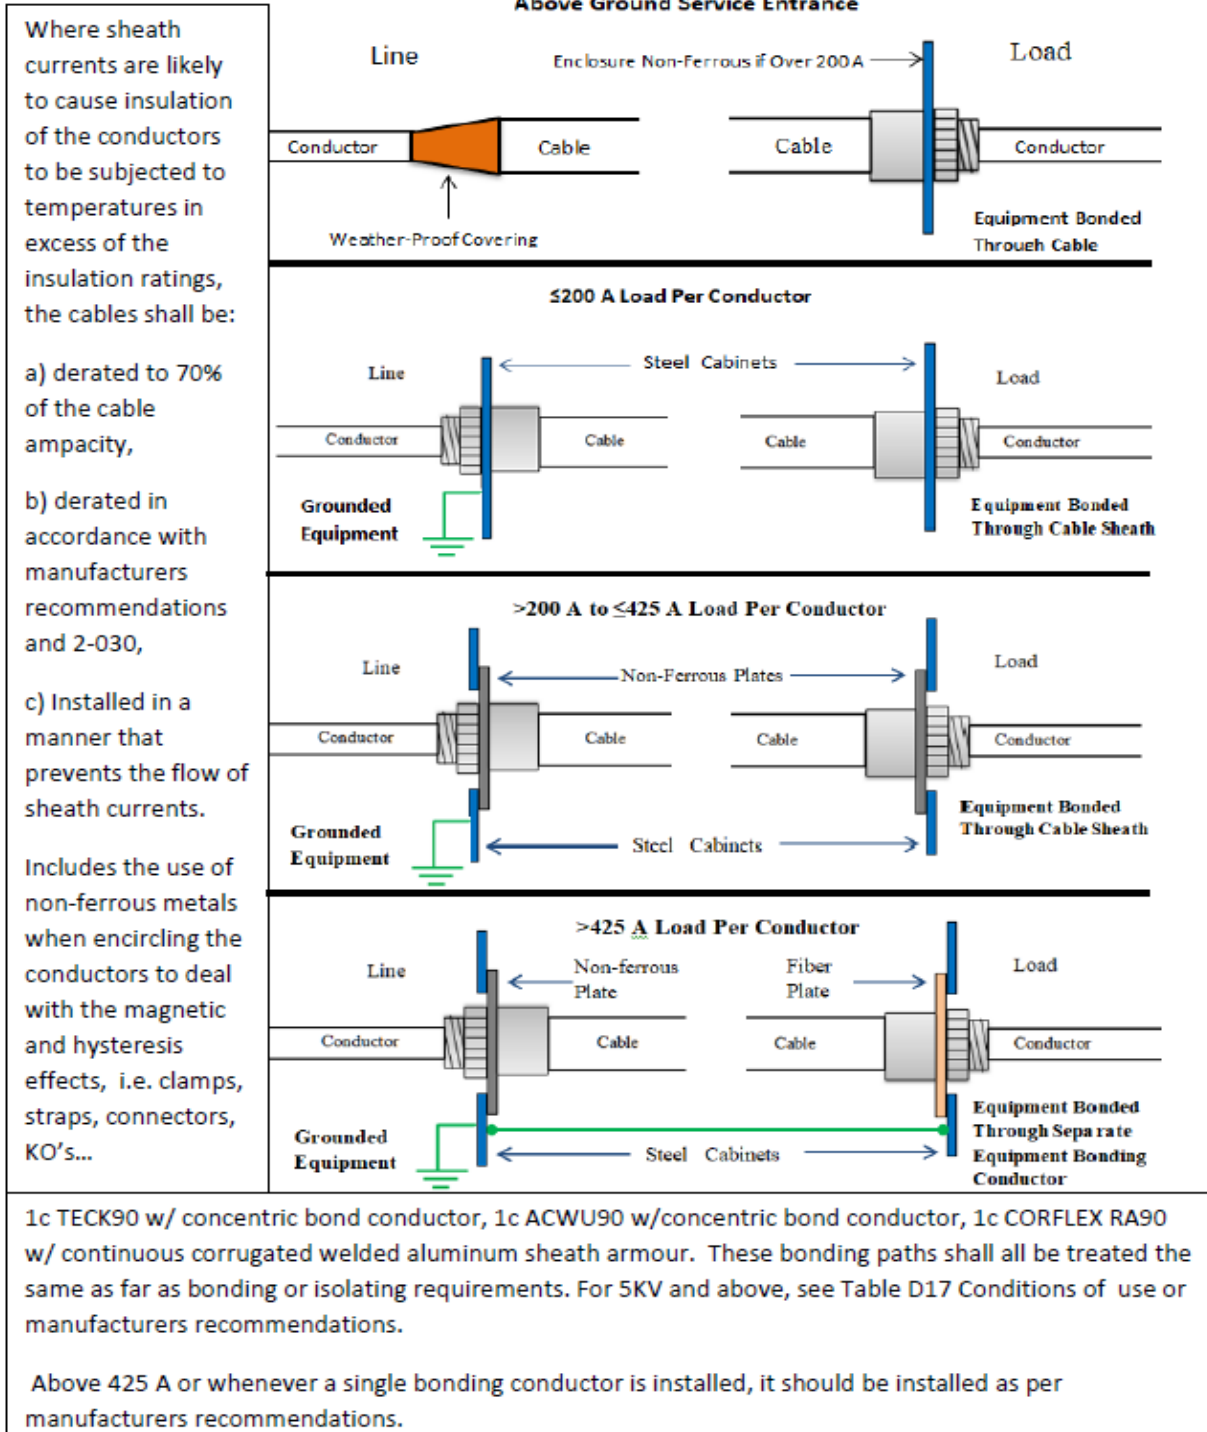 Above Ground Service Entrance
Where sheath
currents are likely
to cause insulation
of the conductors
to be subjected to
temperatures in
excess of the
insulation ratings,
the cables shall be:
a) derated to 70%
of the cable
ampacity,
b) derated in
accordance with
manufacturers
recommendations
and 2-030,
c) Installed in a
manner that
prevents the flow of
sheath currents.
Includes the use of
non-ferrous metals
when encircling the
conductors to deal
with the magnetic
and hysteresis
effects, i.e. clamps,
straps, connectors,
KO's...
Line
Enclosure Non-Ferrous if Over 200 A
Load
Conductor
Cable
Cable
Conductor
Weather-Proof Covering
Equipment Bonded
Through Cable
≤200 A Load Per Conductor
Line
Steel Cabinets
Load
Conductor
Cable
Cable
Conductor
Grounded
Equipment
Equipment Bonded
Through Cable Sheath
>200 A to ≤425 A Load Per Conductor
Line
Non-Ferrous Plates
Load
Conductor
Cable
Cable
Conductor
Grounded
Equipment
Steel Cabinets
Equipment Bonded
Through Cable Sheath
>425 A Load Per Conductor
Line
Non-ferrous
Plate
Fiber
Plate
Load
Conductor
Cable
Cable
Conductor
Grounded
Equipment
Steel Cabinets
Equipment Bonded
Through Separate
Equipment Bonding
Conductor
1c TECK90 w/ concentric bond conductor, 1c ACWU90 w/concentric bond conductor, 1c CORFLEX RA90
w/ continuous corrugated welded aluminum sheath armour. These bonding paths shall all be treated the
same as far as bonding or isolating requirements. For 5KV and above, see Table D17 Conditions of use or
manufacturers recommendations.
Above 425 A or whenever a single bonding conductor is installed, it should be installed as per
manufacturers recommendations.